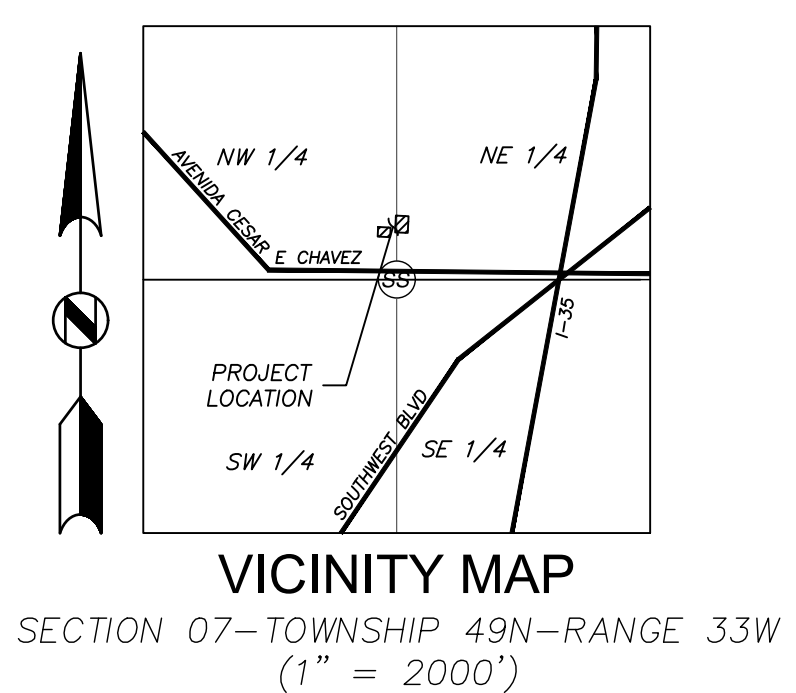 NW 1/4
NE 1/4
AVENIDA CESAR
E CHAVEZ
SS
N
I-35
PROJECT
LOCATION
SOUTHWEST BLVD
SW 1/4
SE 1/4
VICINITY MAP
SECTION 07-TOWNSHIP 49N-RANGE 33W
(1" = 2000')